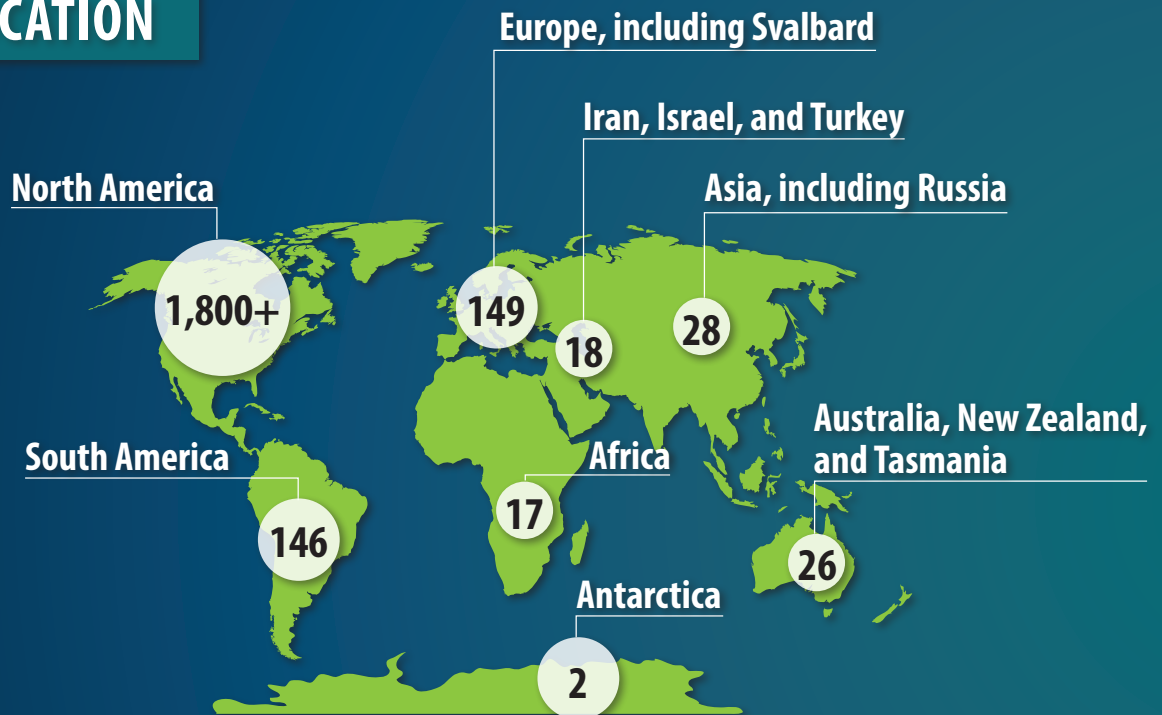 CATION
Europe, including Svalbard
Iran, Israel, and Turkey
North America
Asia, including Russia
1,800+
149
18
28
Australia, New Zealand,
and Tasmania
South America
Africa
17
146
26
Antarctica
2